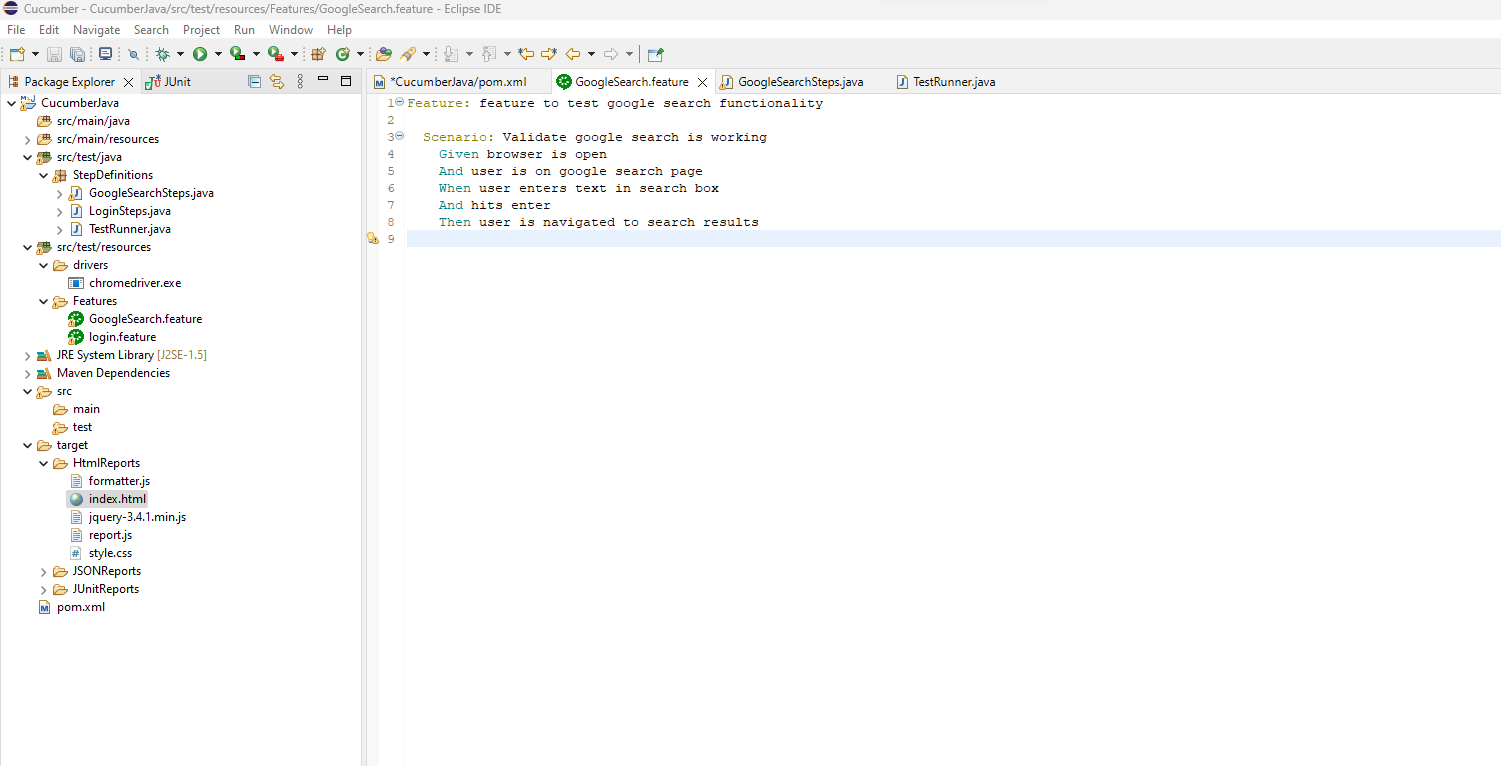 Cucumber - CucumberJava/src/test/resources/Features/GoogleSearch.feature - Eclipse IDE
File Edit Navigate Search Project Run Window Help
Package Explorer JUnit
*CucumberJava/pom.xml GoogleSearch.feature GoogleSearchSteps.java TestRunner.java
CucumberJava
src/main/java
src/main/resources
src/test/java
StepDefinitions
GoogleSearchSteps.java
LoginSteps.java
TestRunner.java
src/test/resources
drivers
chromedriver.exe
Features
GoogleSearch.feature
login.feature
JRE System Library [J2SE-1.5]
Maven Dependencies
src
main
test
target
HtmlReports
formatter.js
index.html
jquery-3.4.1.min.js
report.js
style.css
JSONReports
JUnitReports
pom.xml
1 Feature: feature to test google search functionality
2
3 Scenario: Validate google search is working
4 Given browser is open
5 And user is on google search page
6 When user enters text in search box
7 And hits enter
8 Then user is navigated to search results
9